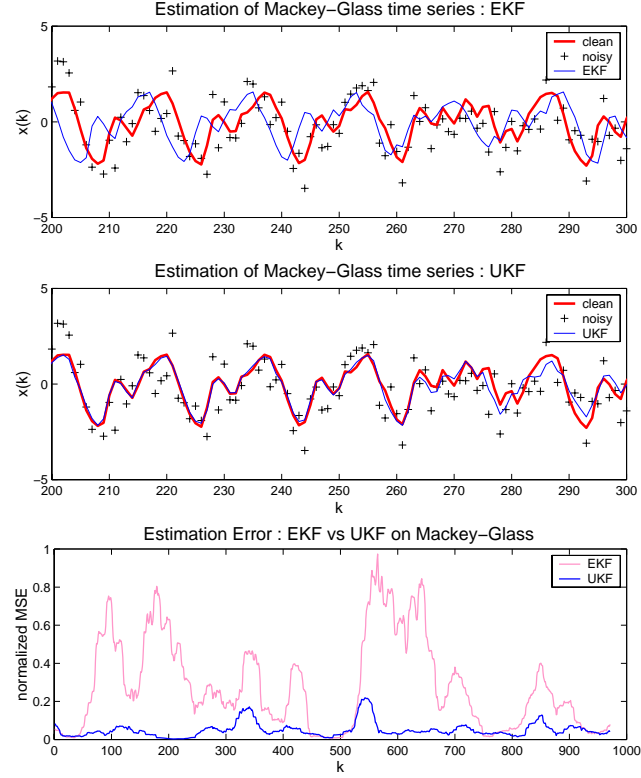 Estimation of Mackey-Glass time series : EKF
5
0
-5
x(k)
clean
noisy
EKF
200 210 220 230 240 250 260 270 280 290 300
k
Estimation of Mackey-Glass time series : UKF
5
0
-5
x(k)
clean
noisy
UKF
200 210 220 230 240 250 260 270 280 290 300
k
Estimation Error : EKF vs UKF on Mackey-Glass
1
0.8
0.6
0.4
0.2
0
normalized MSE
EKF
UKF
0 100 200 300 400 500 600 700 800 900 1000
k